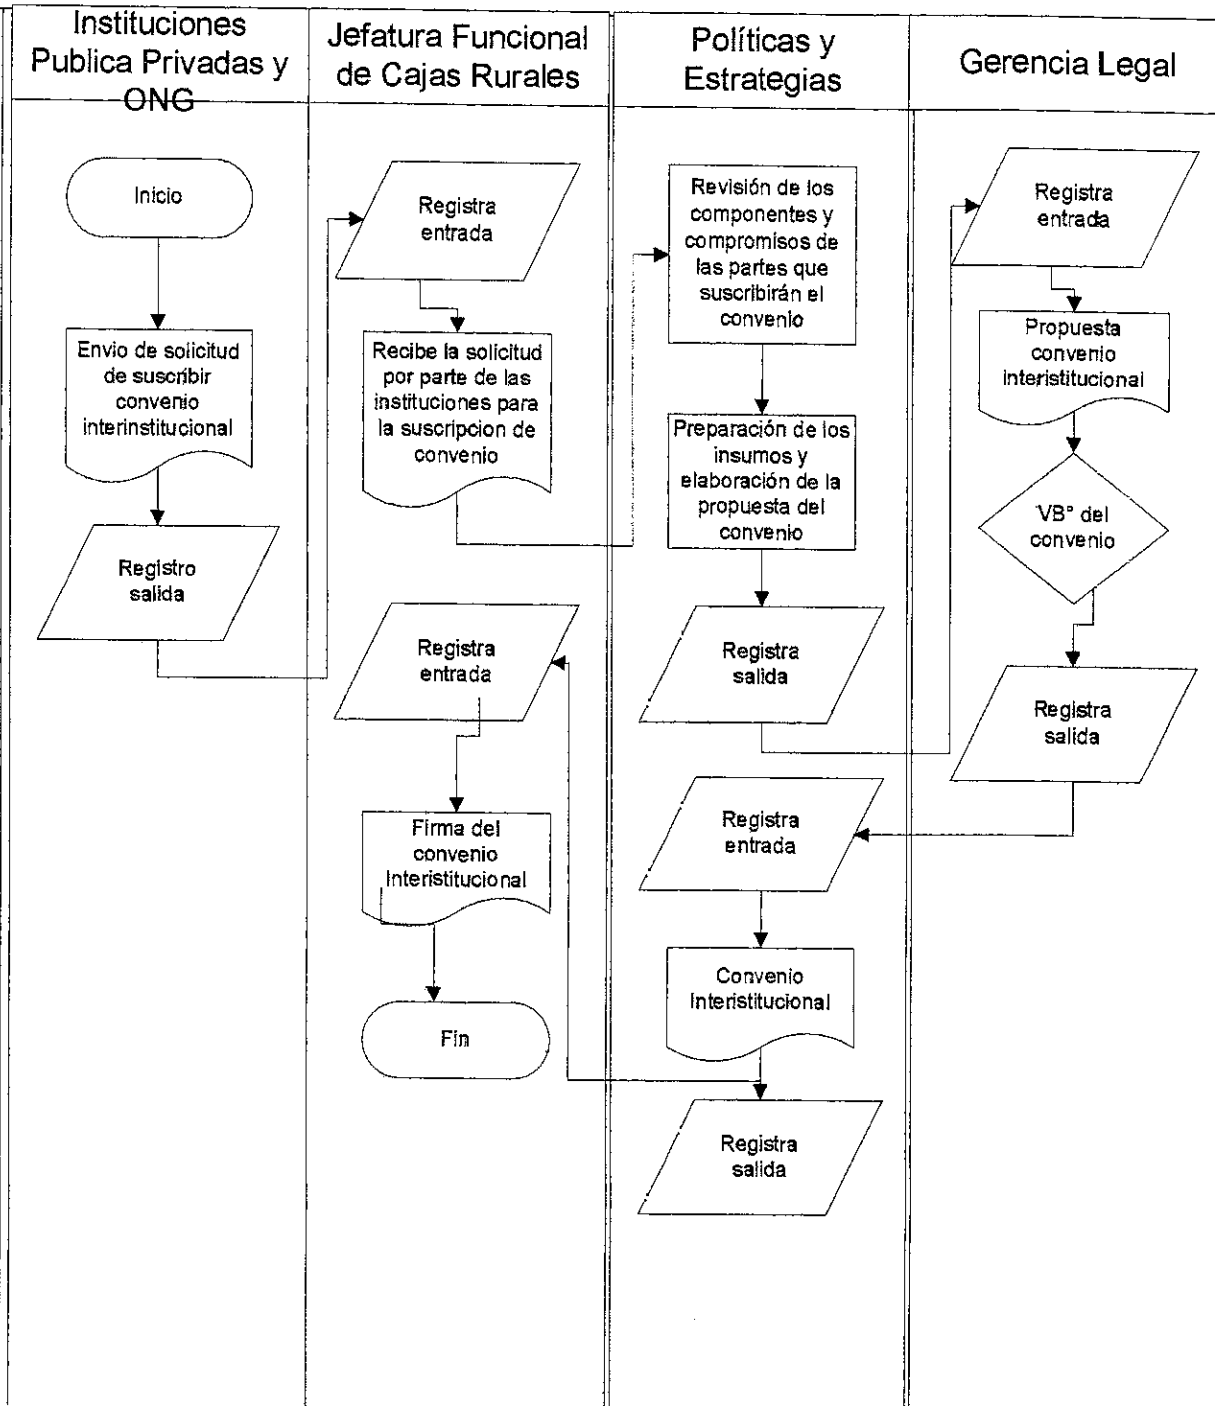 Instituciones
Publica Privadas y
ONG
Jefatura Funcional
de Cajas Rurales
Políticas y
Estrategias
Gerencia Legal
Inicio
Envio de solicitud
de suscribir
convenio
interinstitucional
Registro
salida
Registra
entrada
Recibe la solicitud
por parte de las
instituciones para
la suscripcion de
convenio
Registra
entrada
Firma del
convenio
Interistitucional
Fin
Revisión de los
componentes y
compromisos de
las partes que
suscribirán el
convenio
Preparación de los
insumos y
elaboración de la
propuesta del
convenio
Registra
salida
Registra
entrada
Convenio
Interistitucional
Registra
salida
Registra
entrada
Propuesta
convenio
interistitucional
VB° del
convenio
Registra
salida